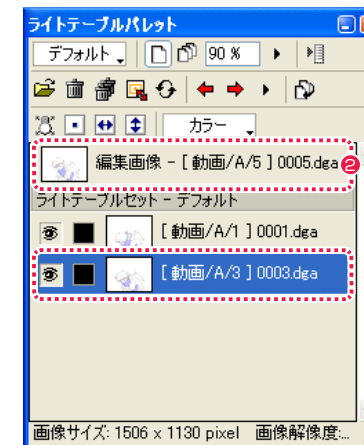 ライトテーブルパレット
デフォルト
90 %
カラー
編集画像 - [ 動画/A/5 ] 0005.dga
2
ライトテーブルセット - デフォルト
[ 動画/A/1 ] 0001.dga
[ 動画/A/3 ] 0003.dga
画像サイズ: 1506 x 1130 pixel 画像解像度:...